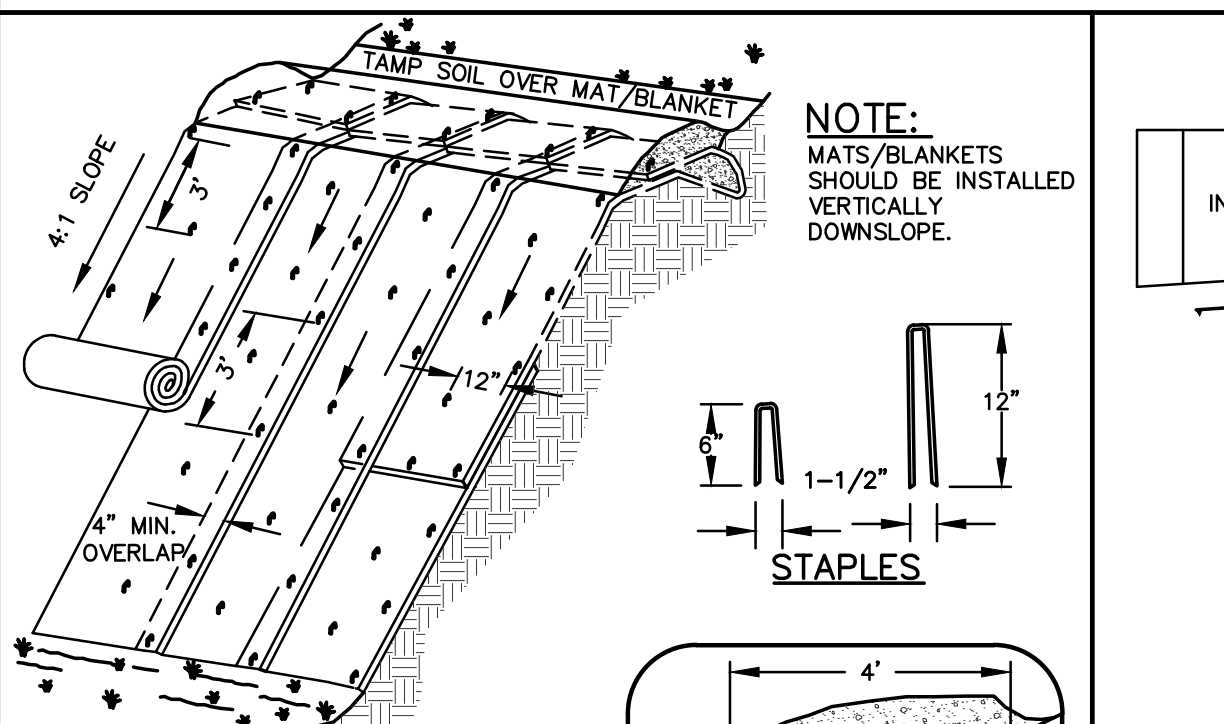 TAMP SOIL OVER MAT/BLANKET
NOTE:
MATS/BLANKETS
SHOULD BE INSTALLED
VERTICALLY
DOWNSLOPE.
4:1 SLOPE
3'
3'
12"
4" MIN.
OVERLAP
6"
12"
1-1/2"
STAPLES
4'